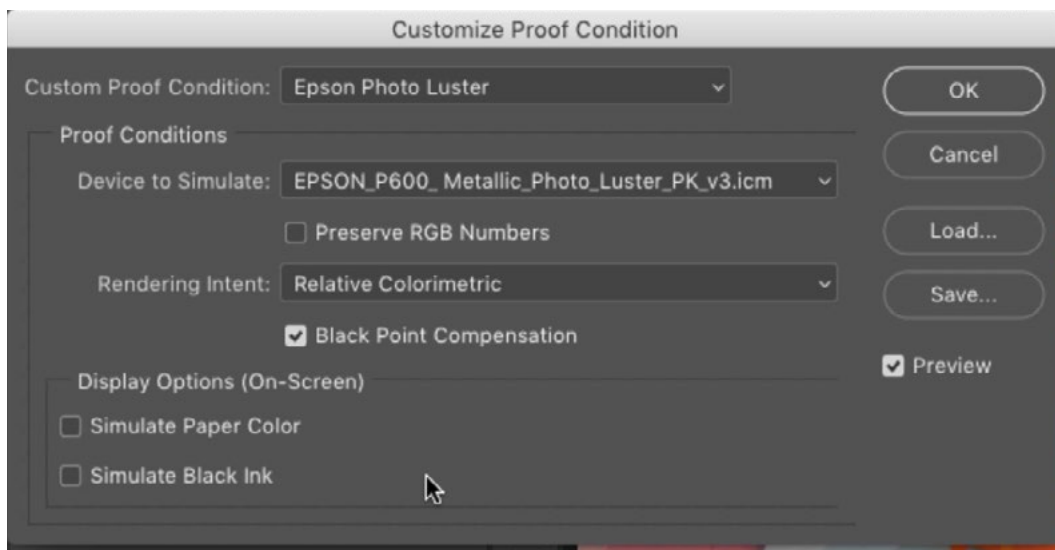 Customize Proof Condition
Custom Proof Condition: Epson Photo Luster
OK
Proof Conditions
Cancel
Device to Simulate: EPSON_P600_ Metallic_Photo_Luster_PK_v3.icm
Preserve RGB Numbers
Load...
Rendering Intent: Relative Colorimetric
Save...
Black Point Compensation
Preview
Display Options (On-Screen)
Simulate Paper Color
Simulate Black Ink